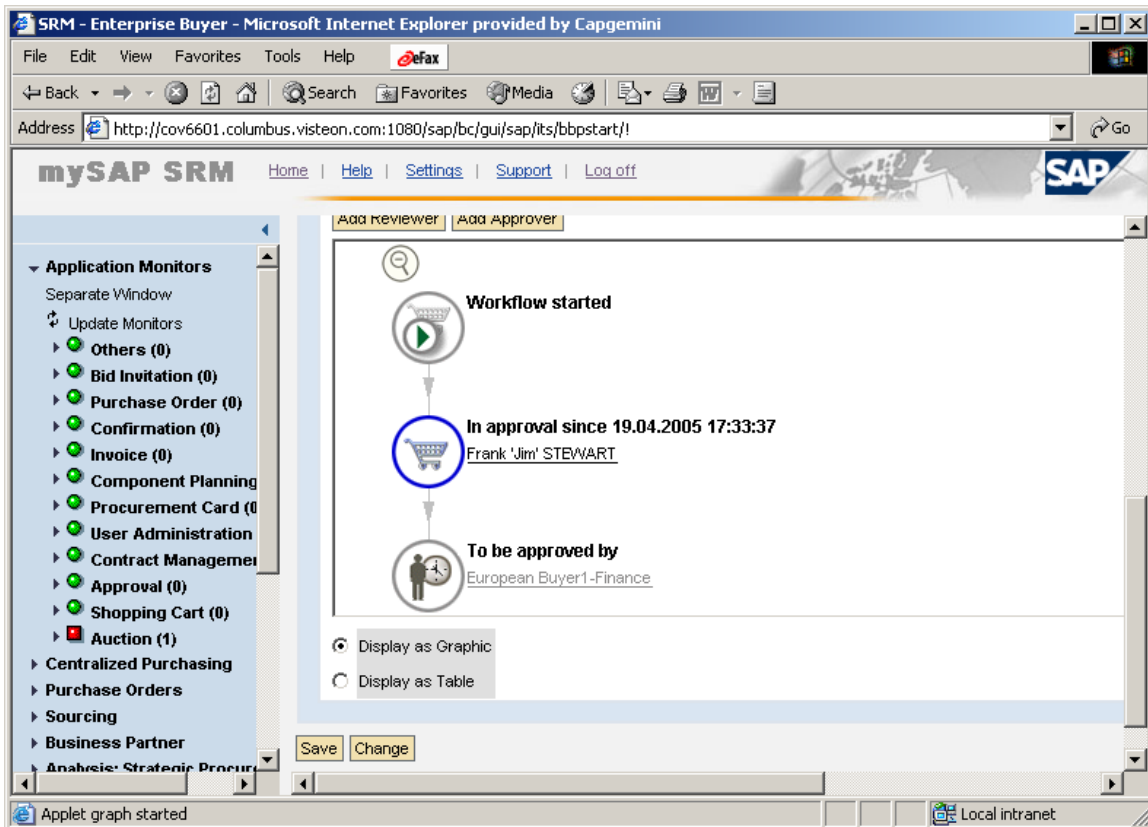 SRM - Enterprise Buyer - Microsoft Internet Explorer provided by Capgemini
File Edit View Favorites Tools Help eFax
Back Search Favorites Media
Address http://cov6601.columbus.visteon.com:1080/sap/bc/gui/sap/its/bbpstart/! Go
mySAP SRM Home | Help | Settings | Support | Log off SAP
Add Reviewer Add Approver
Application Monitors
Separate Window
Update Monitors
Others (0)
Bid Invitation (0)
Purchase Order (0)
Confirmation (0)
Invoice (0)
Component Planning
Procurement Card (0
User Administration
Contract Managemen
Approval (0)
Shopping Cart (0)
Auction (1)
Centralized Purchasing
Purchase Orders
Sourcing
Business Partner
Analysis: Strategic Procure
Workflow started
In approval since 19.04.2005 17:33:37
Frank 'Jim' STEWART
To be approved by
European Buyer1-Finance
Display as Graphic
Display as Table
Save Change
Applet graph started Local intranet